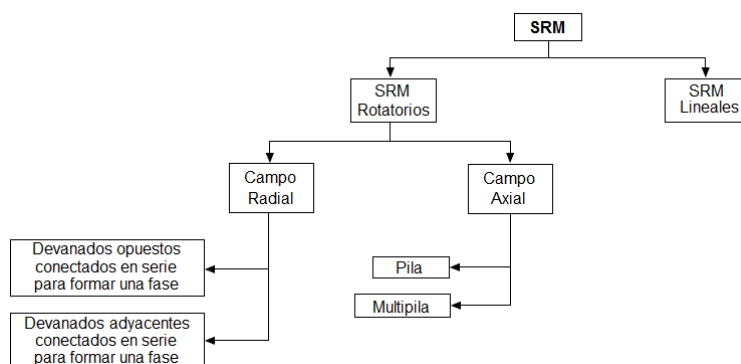 SRM
SRM
Rotatorios
SRM
Lineales
Campo
Radial
Campo
Axial
Devanados opuestos
conectados en serie
para formar una fase
Pila
Multipila
Devanados adyacentes
conectados en serie
para formar una fase